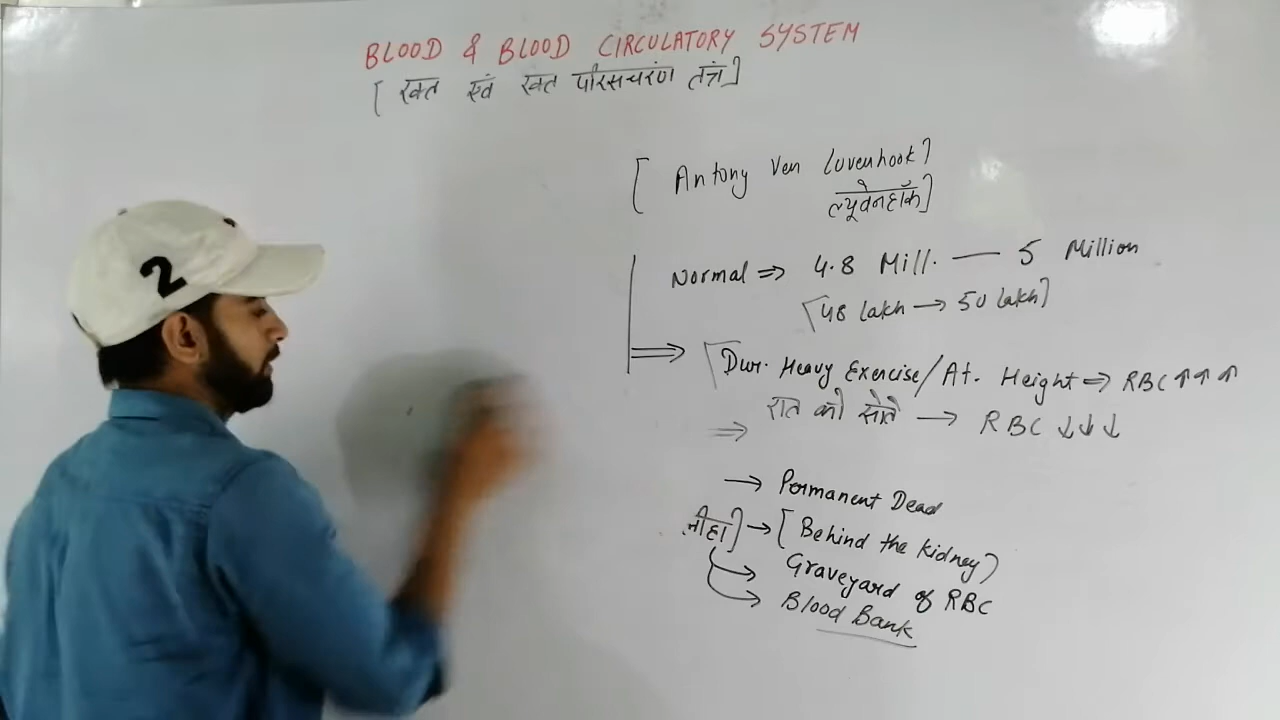 BLOOD & BLOOD CIRCULATORY SYSTEM
[ रक्त एवं रक्त परिसंचरण तंत्र ]
[ Antony Ven Luvenhook ]
ल्यूवेनहॉक ]
Normal ⇒ 4.8 Mill. — 5 Million
[48 lakh → 50 lakh]
⇒ [Dur. Heavy Exercise/At. Height ⇒ RBC ↑↑↑
⇒ रात को सोते → RBC ↓↓↓
→ Permanent Dead
] → [Behind the kidney)
→ Graveyard of RBC
→ Blood Bank
2